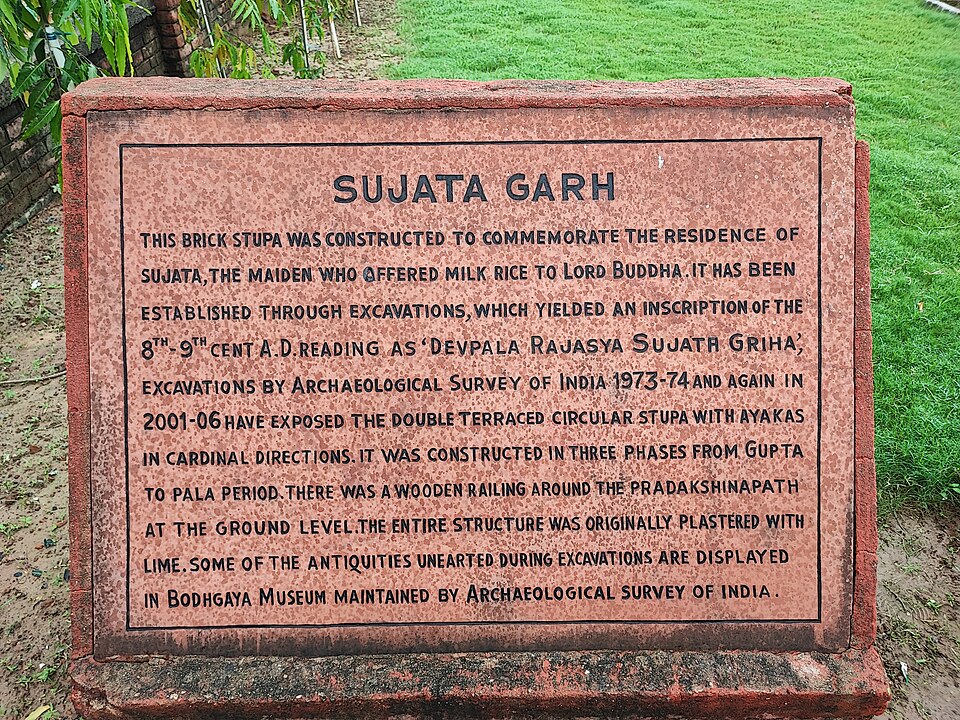 SUJATA GARH
THIS BRICK STUPA WAS CONSTRUCTED TO COMMEMORATE THE RESIDENCE OF
SUJATA, THE MAIDEN WHO OFFERED MILK RICE TO LORD BUDDHA. IT HAS BEEN
ESTABLISHED THROUGH EXCAVATIONS, WHICH YIELDED AN INSCRIPTION OF THE
8TH-9TH CENT A.D. READING AS 'DEVPALA RAJASYA SUJATA GRIHA',
EXCAVATIONS BY ARCHAEOLOGICAL SURVEY OF INDIA 1973-74 AND AGAIN IN
2001-06 HAVE EXPOSED THE DOUBLE TERRACED CIRCULAR STUPA WITH AYAKAS
IN CARDINAL DIRECTIONS. IT WAS CONSTRUCTED IN THREE PHASES FROM GUPTA
TO PALA PERIOD. THERE WAS A WOODEN RAILING AROUND THE PRADAKSHINAPATH
AT THE GROUND LEVEL. THE ENTIRE STRUCTURE WAS ORIGINALLY PLASTERED WITH
LIME. SOME OF THE ANTIQUITIES UNEARTED DURING EXCAVATIONS ARE DISPLAYED
IN BODHGAYA MUSEUM MAINTAINED BY ARCHAEOLOGICAL SURVEY OF INDIA.